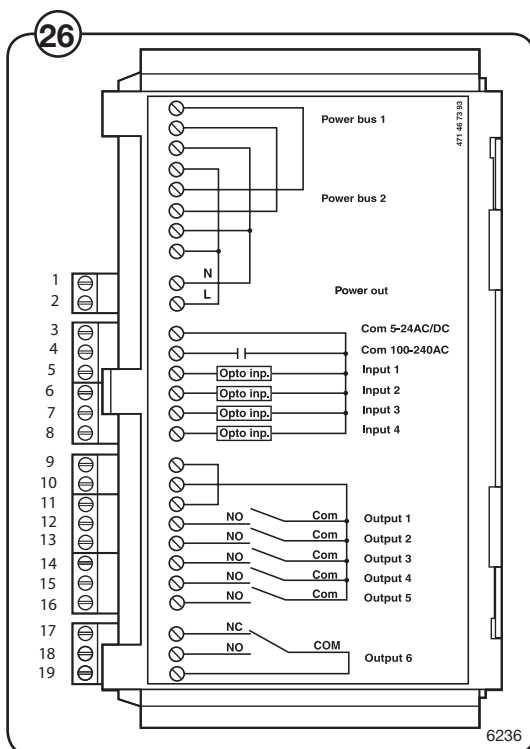 26
Power bus 1
471 46 73 93
Power bus 2
N
1
L
Power out
2
3
Com 5-24AC/DC
4
Com 100-240AC
5
Opto inp.
Input 1
6
Opto inp.
Input 2
7
Opto inp.
Input 3
8
Opto inp.
Input 4
9
10
11
12
NO
Com
Output 1
13
NO
Com
Output 2
14
NO
Com
Output 3
15
NO
Com
Output 4
16
NO
Com
Output 5
17
NC
18
NO
COM
Output 6
19
6236